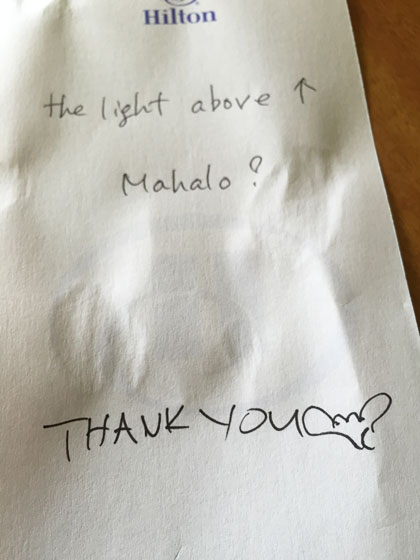 Hilton
the light above ↑
Mahalo?
THANK YOU